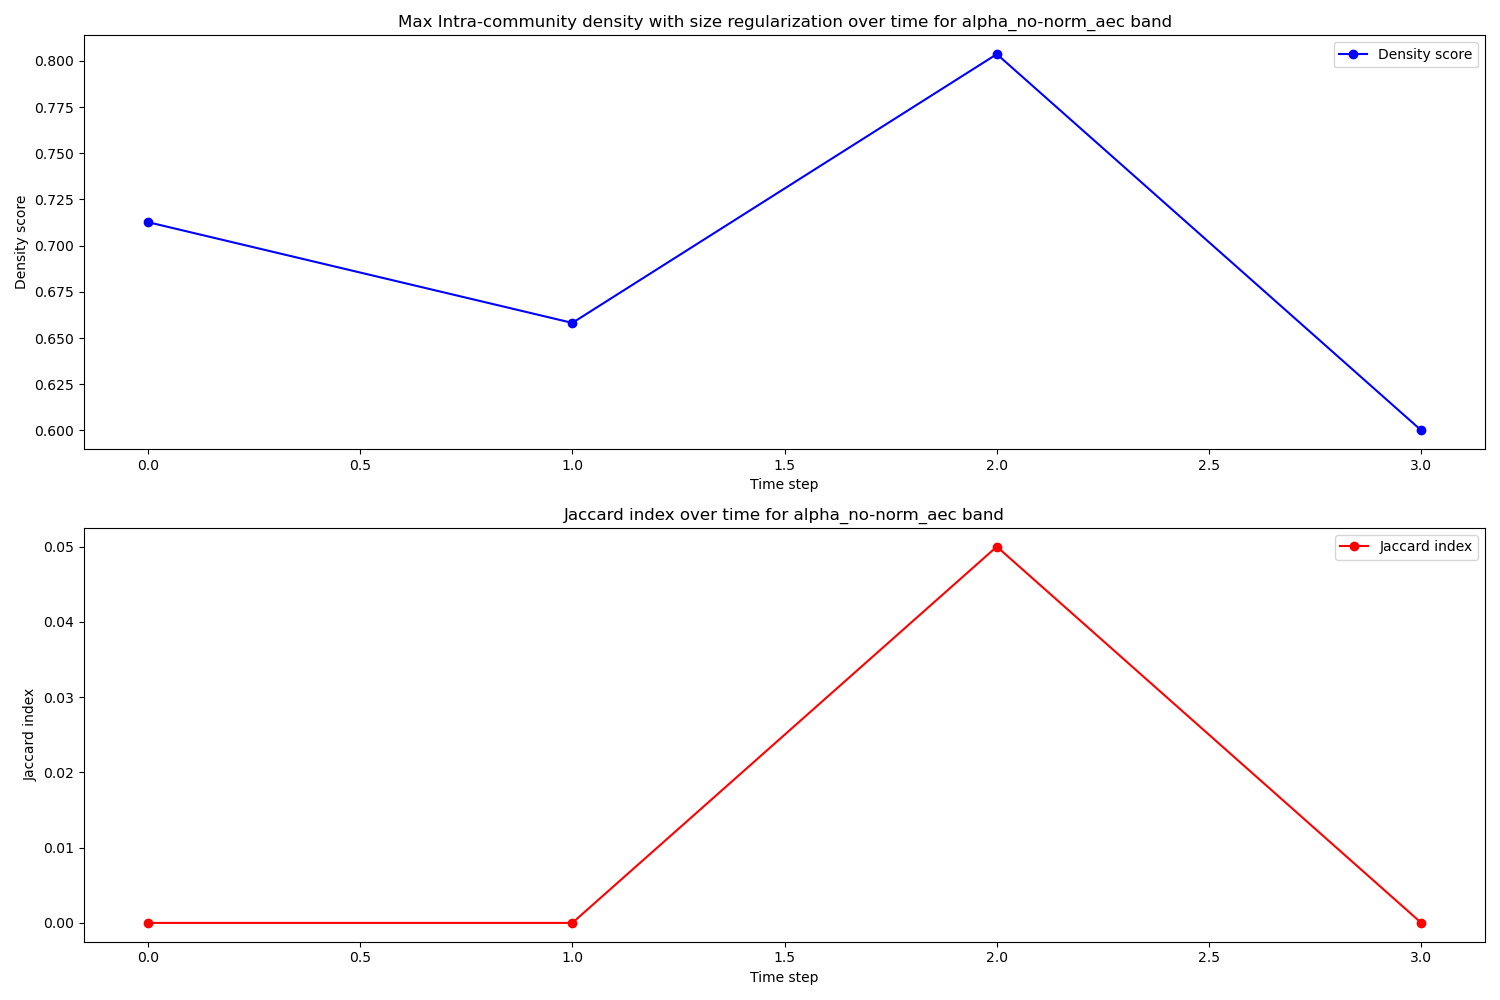 Max Intra-community density with size regularization over time for alpha_no-norm_aec band
Density score
0.800
0.775
0.750
0.725
0.700
0.675
0.650
0.625
0.600
Density score
0.0 0.5 1.0 1.5 2.0 2.5 3.0
Time step
Jaccard index over time for alpha_no-norm_aec band
Jaccard index
0.05
0.04
0.03
0.02
0.01
0.00
Jaccard index
0.0 0.5 1.0 1.5 2.0 2.5 3.0
Time step